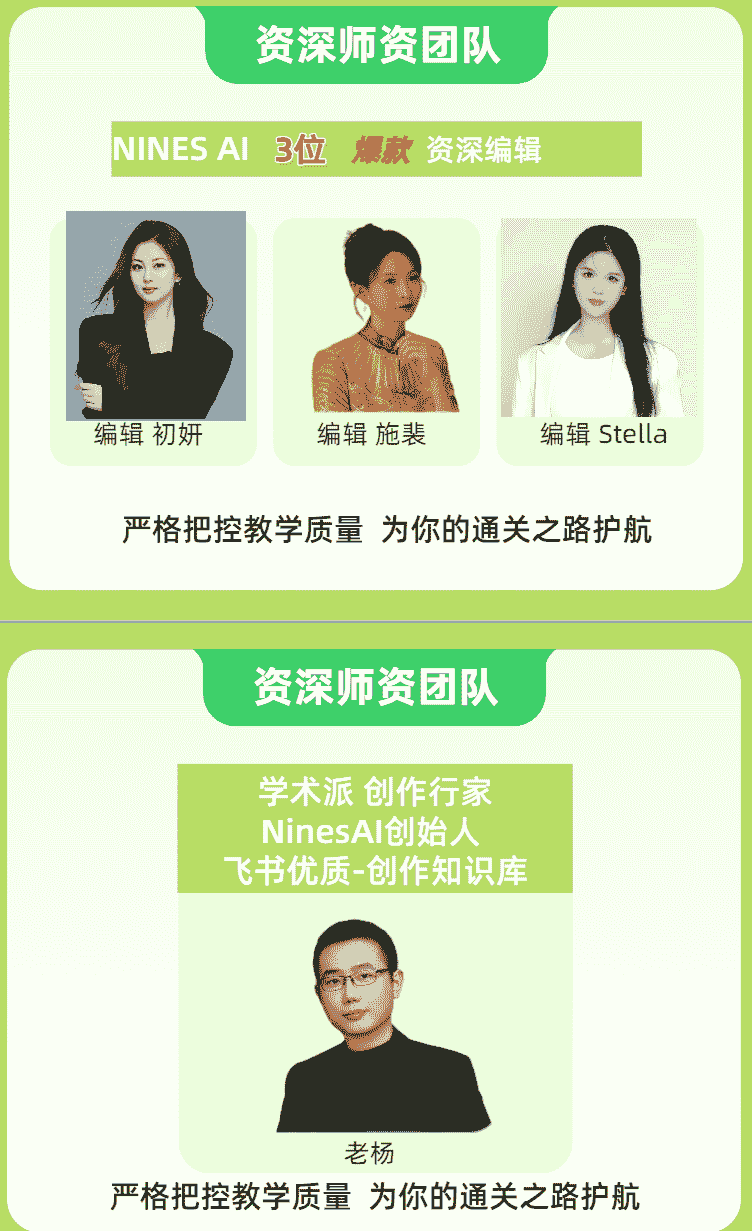 资深师资团队
NINES AI 3位 爆款 资深编辑
编辑 初妍
编辑 施裴
编辑 Stella
严格把控教学质量 为你的通关之路护航
资深师资团队
学术派 创作行家
NinesAI创始人
飞书优质-创作知识库
老杨
严格把控教学质量 为你的通关之路护航